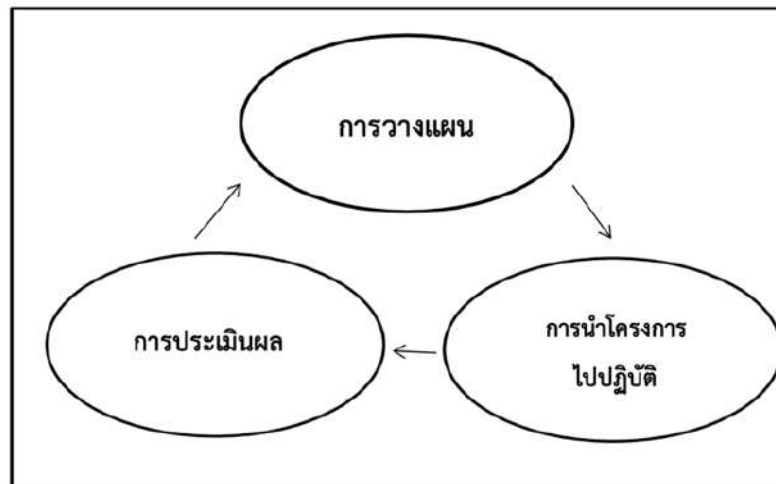 การวางแผน
การประเมินผล
การนำโครงการ
ไปปฏิบัติ